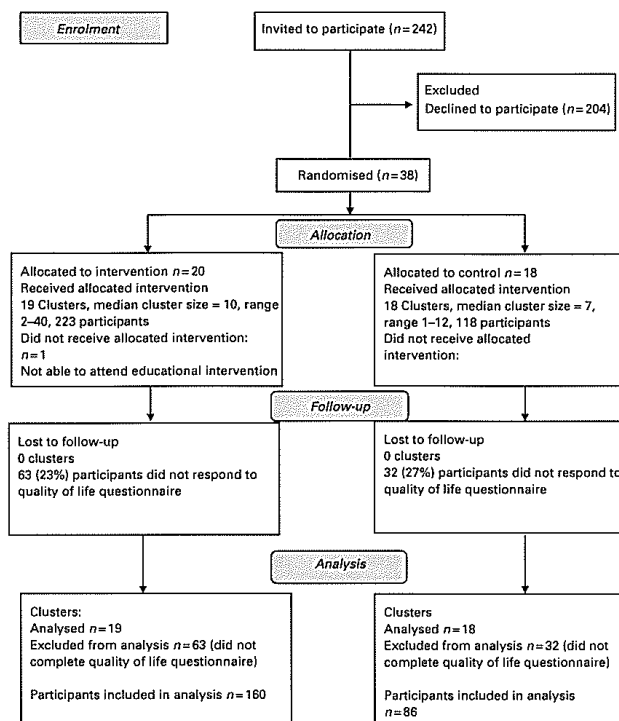 Enrolment
Invited to participate (n=242)
Excluded
Declined to participate (n=204)
Randomised (n=38)
Allocation
Allocated to intervention n=20
Received allocated intervention
19 Clusters, median cluster size = 10, range
2–40, 223 participants
Did not receive allocated intervention:
n=1
Not able to attend educational intervention
Allocated to control n=18
Received allocated intervention
18 Clusters, median cluster size = 7,
range 1–12, 118 participants
Did not receive allocated
intervention:
Follow-up
Lost to follow-up
0 clusters
63 (23%) participants did not respond to
quality of life questionnaire
Lost to follow-up
0 clusters
32 (27%) participants did not respond to
quality of life questionnaire
Analysis
Clusters:
Analysed n=19
Excluded from analysis n=63 (did not
complete quality of life questionnaire)
Participants included in analysis n=160
Clusters
Analysed n=18
Excluded from analysis n=32 (did not
complete quality of life questionnaire)
Participants included in analysis
n=86